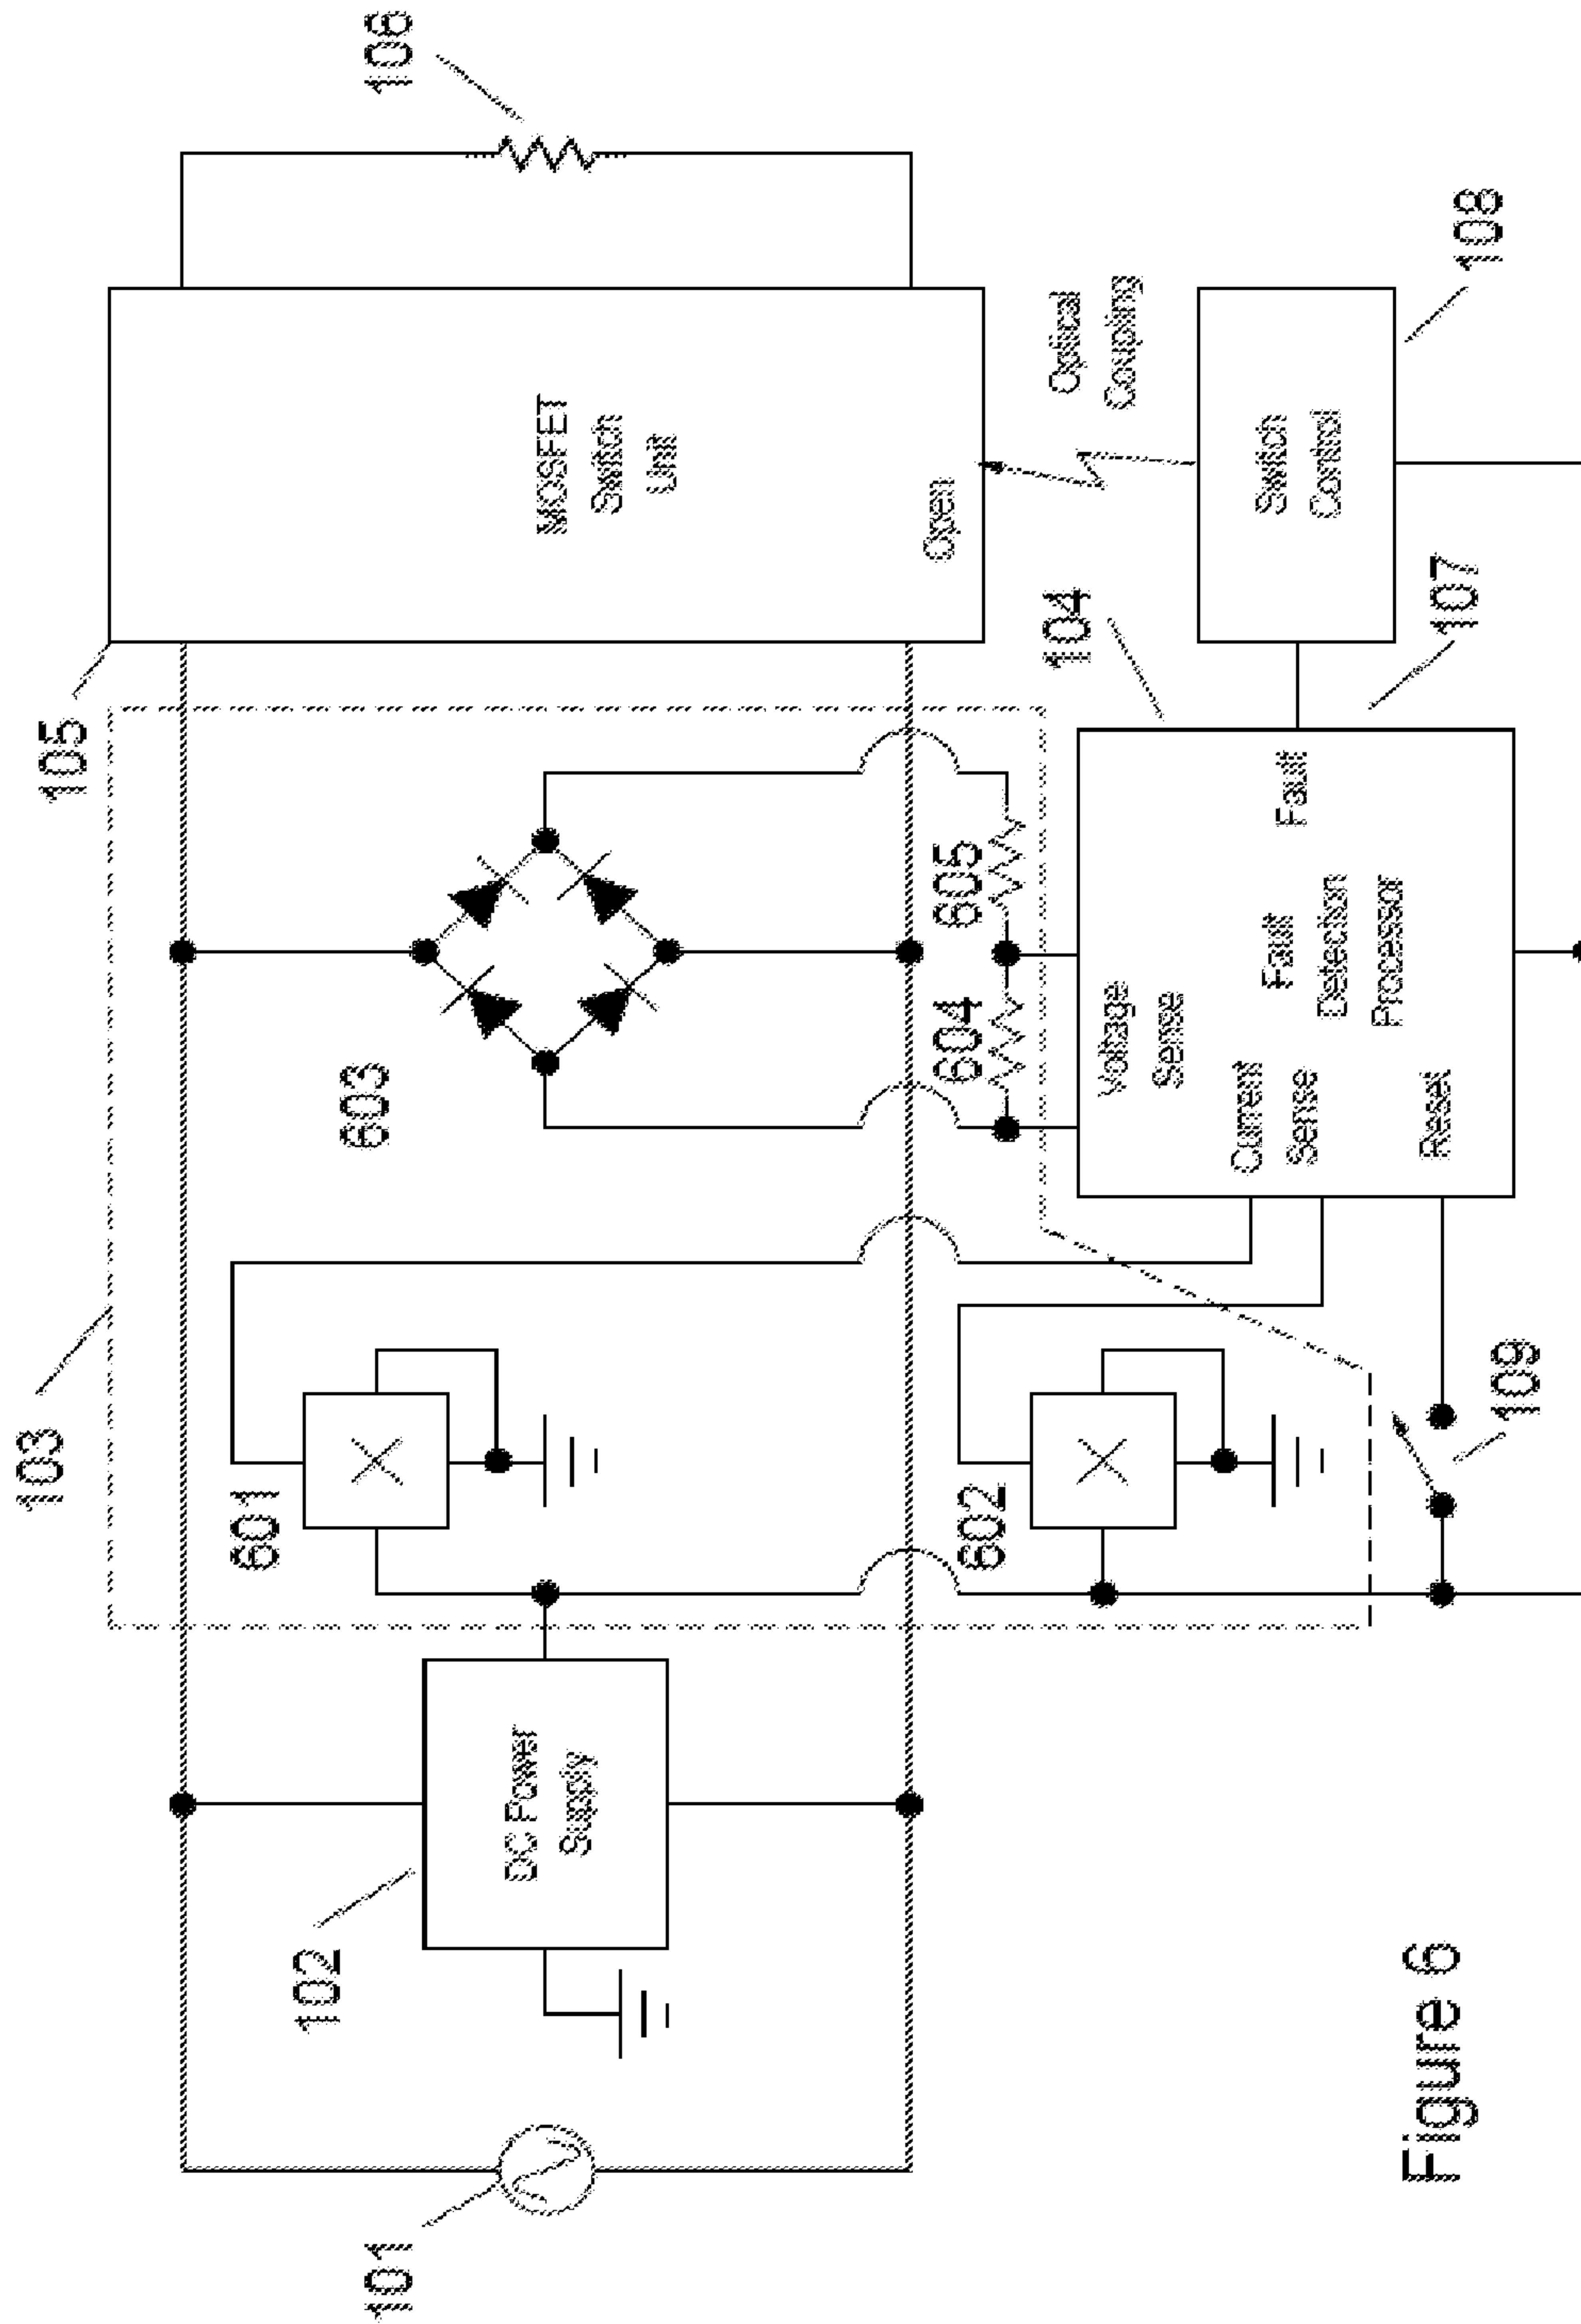 103
105
601
603
106
102
101
DC Power
Supply
MOSFET
Switch
Unit
Open
602
604
605
104
Optical
Coupling
Voltage
Sense
Current
Sense
Fault
Fault
Detection
Processor
Reset
Switch
Control
107
108
109
Figure 6